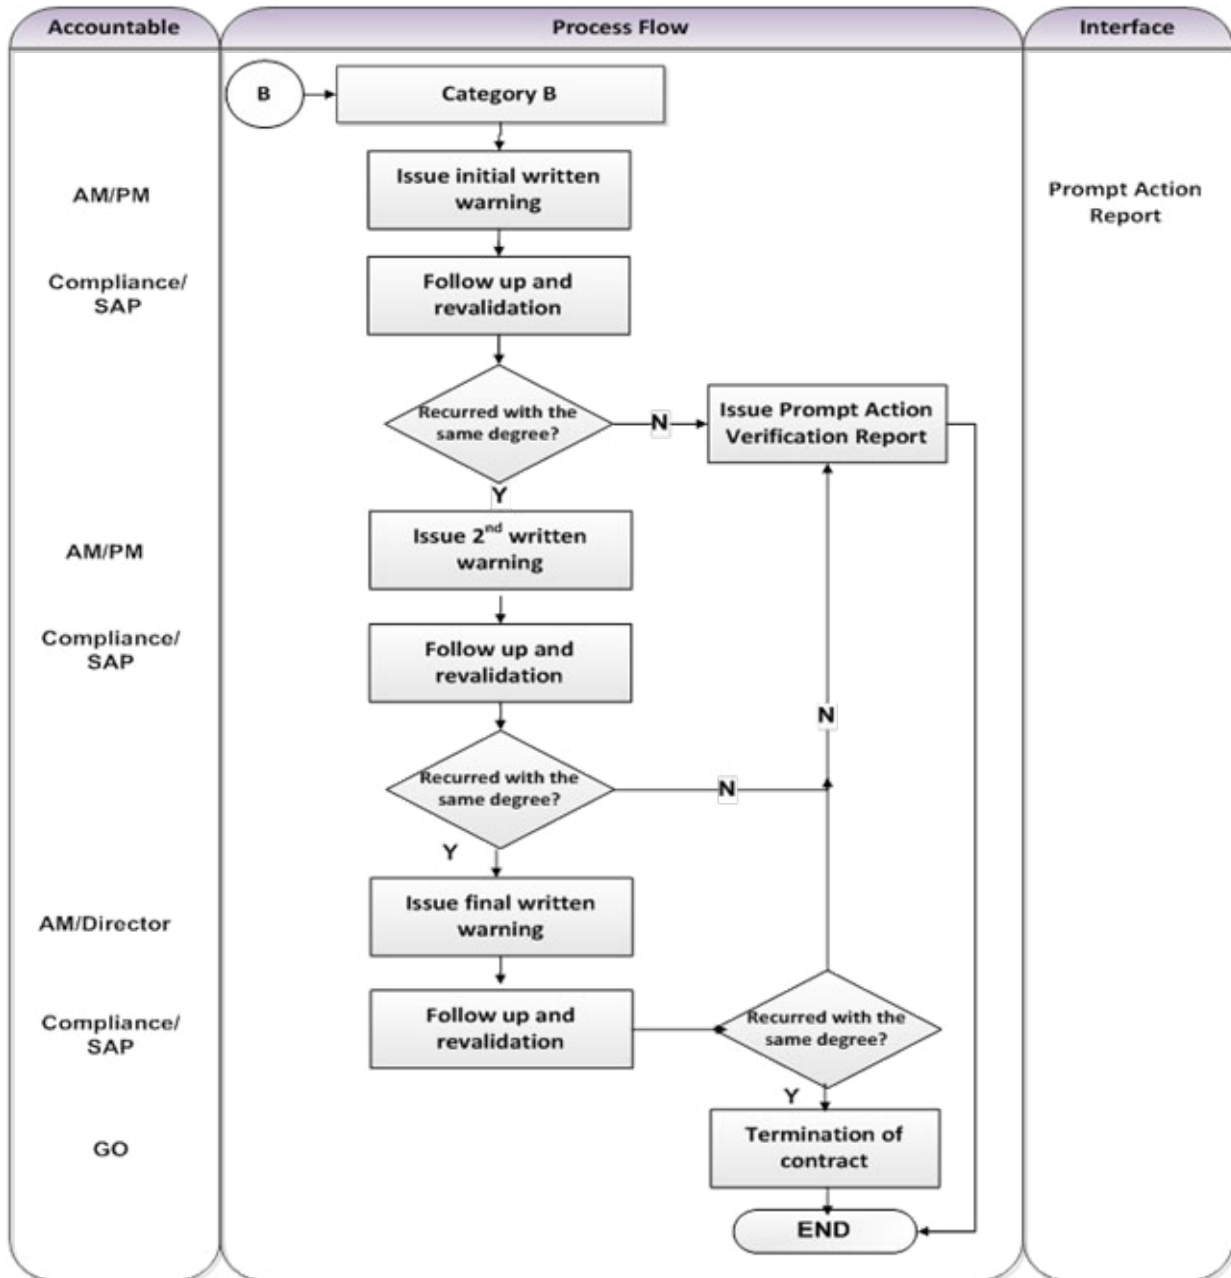 Accountable
Process Flow
Interface
B
Category B
AM/PM
Issue initial written
warning
Prompt Action
Report
Compliance/
SAP
Follow up and
revalidation
Recurred with the
same degree?
N
Issue Prompt Action
Verification Report
Y
AM/PM
Issue 2nd written
warning
Compliance/
SAP
Follow up and
revalidation
N
Recurred with the
same degree?
N
Y
AM/Director
Issue final written
warning
Compliance/
SAP
Follow up and
revalidation
Recurred with the
same degree?
Y
GO
Termination of
contract
END